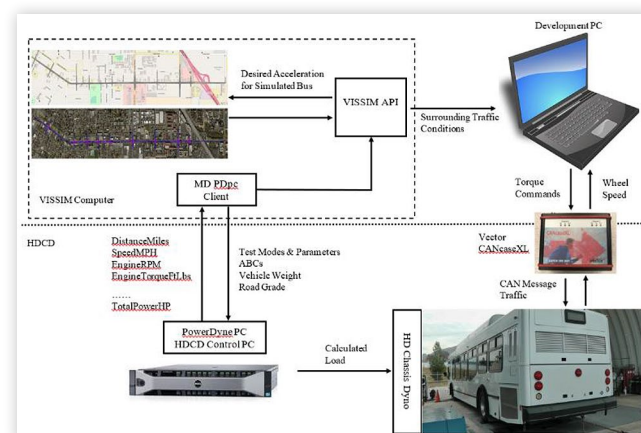 Development PC
Desired Acceleration
for Simulated Bus
VISSIM API
Surrounding Traffic
Conditions
MD PDpc
Client
VISSIM Computer
Torque
Commands
Wheel
Speed
HDCD
DistanceMiles
SpeedMPH
EngineRPM
EngineTorqueFtLbs
......
TotalPowerHP
Test Modes & Parameters
ABCs
Vehicle Weight
Road Grade
Vector
CANcaseXL
CAN Message
Traffic
PowerDyne PC
HDCD Control PC
Calculated
Load
HD Chassis Dyno